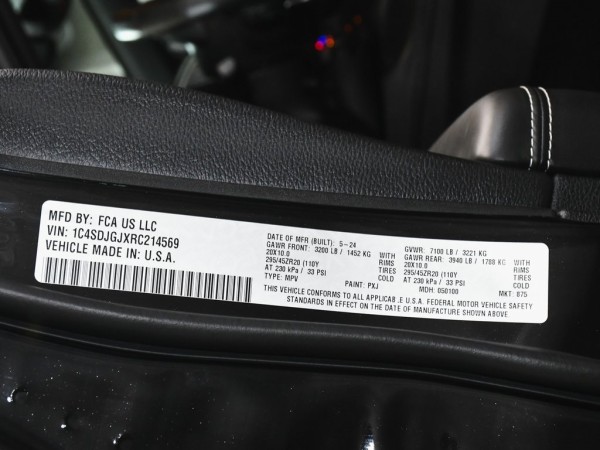 MFD BY: FCA US LLC
VIN: 1C4SDJGJXRC214569
VEHICLE MADE IN: U.S.A.
DATE OF MFR (BUILT): 5-24 GVWR: 7100 LB / 3221 KG
GAWR FRONT: 3200 LB / 1452 KG WITH GAWR REAR: 3940 LB / 1788 KG WITH
20X10.0 RIMS 20X10.0 RIMS
295/45ZR20 (110Y TIRES 295/45ZR20 (110Y TIRES
AT 230 kPa / 33 PSI COLD AT 230 kPa / 33 PSI COLD
TYPE: MPV PAINT: PXJ MDH: 050100 MKT: 875
THIS VEHICLE CONFORMS TO ALL APPLICAB.E U.S.A. FEDERAL MOTOR VEHICLE SAFETY
STANDARDS IN EFFECT ON THE DATE OF MANUFACTURE SHOWN ABOVE.